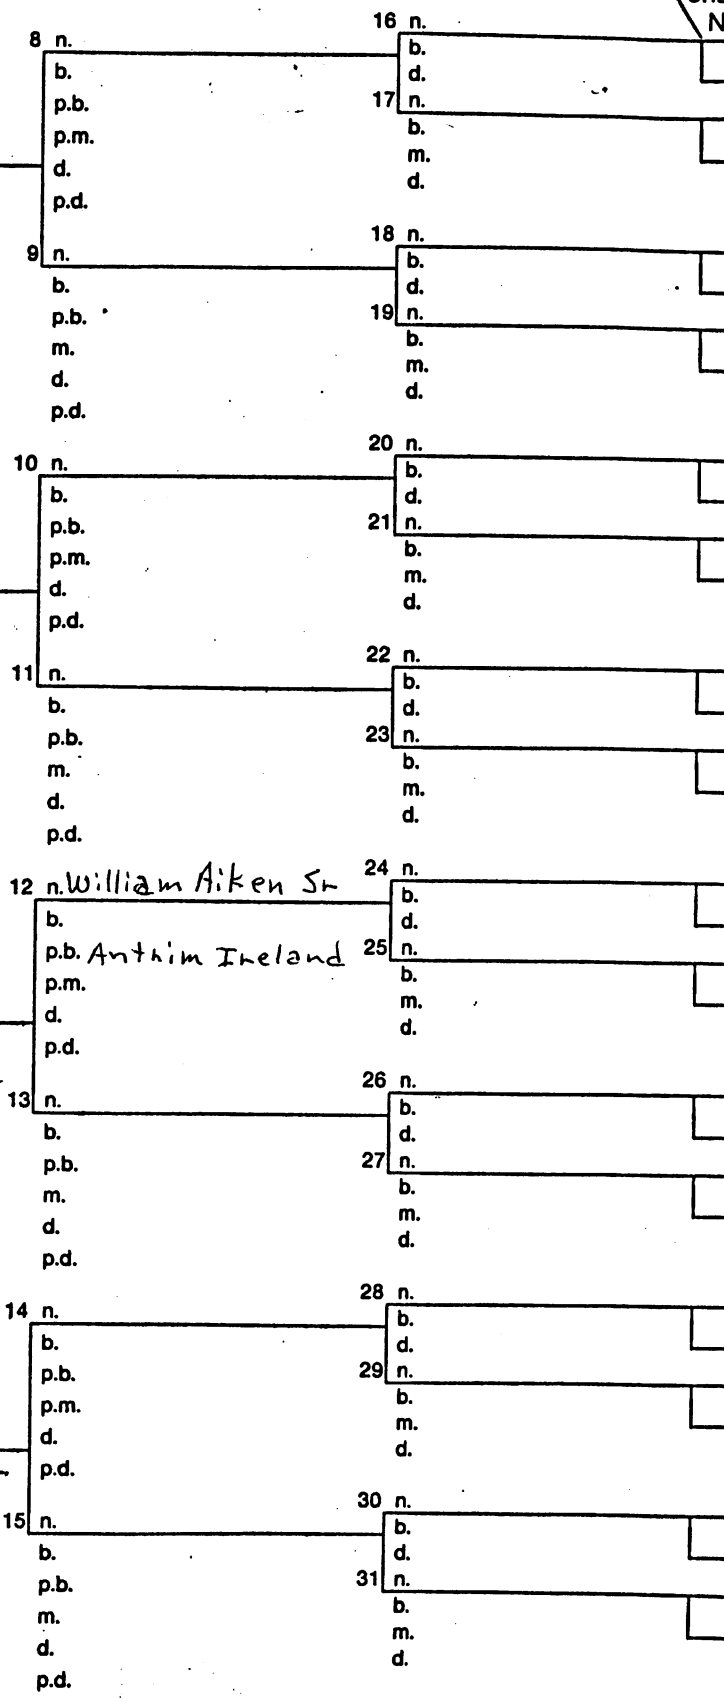 8 n.
b.
p.b.
p.m.
d.
p.d.
9 n.
b.
p.b.
m.
d.
p.d.
10 n.
b.
p.b.
p.m.
d.
p.d.
11 n.
b.
p.b.
m.
d.
p.d.
12 n. William Aiken Sr
b.
p.b. Antrim Ireland
p.m.
d.
p.d.
13 n.
b.
p.b.
m.
d.
p.d.
14 n.
b.
p.b.
p.m.
d.
p.d.
15 n.
b.
p.b.
m.
d.
p.d.
16 n.
b.
d.
17 n.
b.
m.
d.
18 n.
b.
d.
19 n.
b.
m.
d.
20 n.
b.
d.
21 n.
b.
m.
d.
22 n.
b.
d.
23 n.
b.
m.
d.
24 n.
b.
d.
25 n.
b.
m.
d.
26 n.
b.
d.
27 n.
b.
m.
d.
28 n.
b.
d.
29 n.
b.
m.
d.
30 n.
b.
d.
31 n.
b.
m.
d.